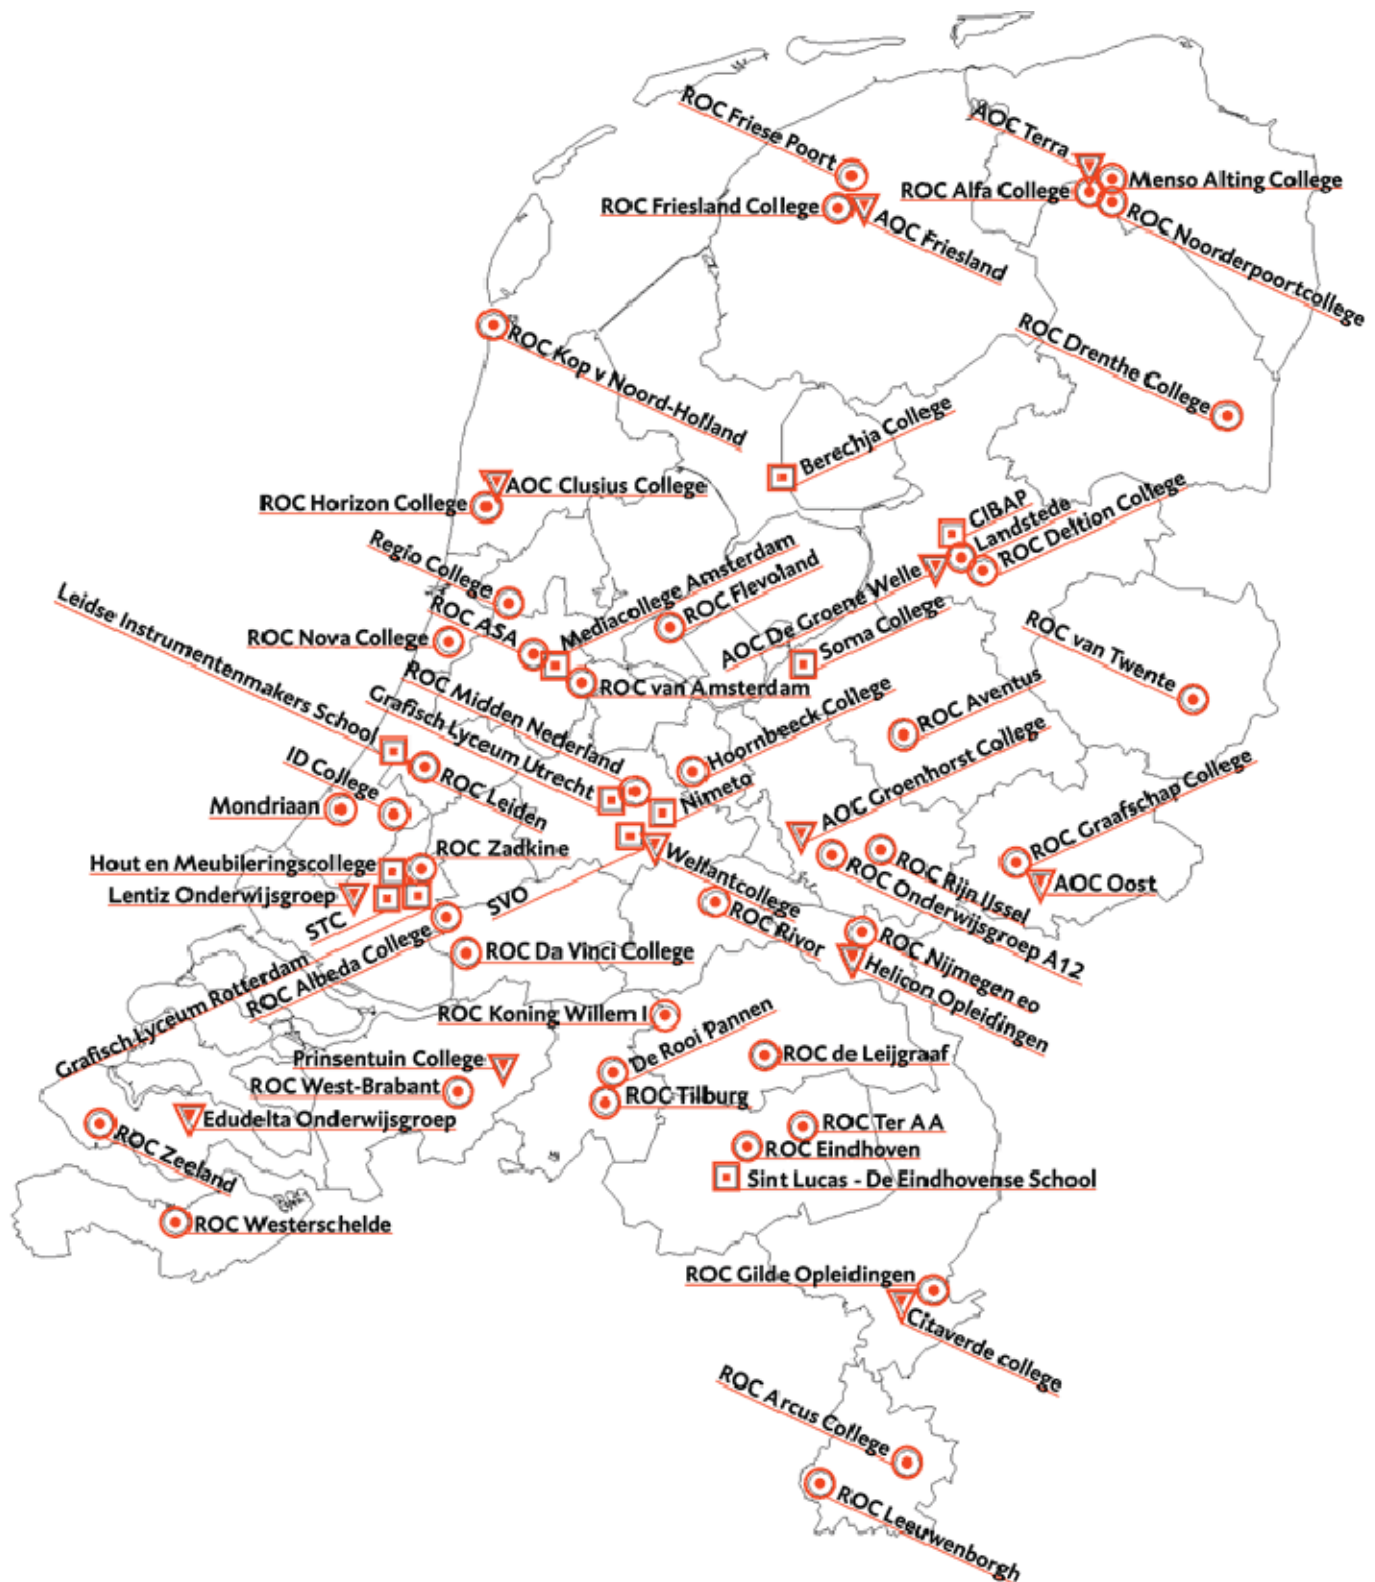 ROC Friese Poort
AOC Terra
Menso Alting College
ROC Alfa College
ROC Friesland College
AOC Friesland
ROC Noorderpoortcollege
ROC Kop v Noord-Holland
ROC Drenthe College
Berechja College
AOC Clusius College
ROC Horizon College
CIBAP
Landstede
ROC Deltion College
Regio College
Mediacollege Amsterdam
ROC Flevoland
AOC De Groene Welle
Leidse Instrumentenmakers School
ROC ASA
ROC Nova College
Soma College
ROC van Twente
ROC van Amsterdam
ROC Midden Nederland
Grafisch Lyceum Utrecht
Hoornbeeck College
ROC Aventus
ID College
ROC Leiden
Nimeto
AOC Groenhorst College
ROC Graafschap College
Mondriaan
Hout en Meubileringscollege
ROC Zadkine
Wellantcollege
ROC Rijn IJssel
ROC Onderwijsgroep A12
AOC Oost
Lentiz Onderwijsgroep
STC
SVO
ROC Rivor
ROC Nijmegen eo
Helicon Opleidingen
ROC Albeda College
ROC Da Vinci College
Grafisch Lyceum Rotterdam
ROC Koning Willem I
De Rooi Pannen
ROC de Leijgraaf
Prinsentuin College
ROC West-Brabant
ROC Tilburg
Edudelta Onderwijsgroep
ROC Ter AA
ROC Zeeland
ROC Eindhoven
Sint Lucas - De Eindhovense School
ROC Westerschelde
ROC Gilde Opleidingen
Citaverde college
ROC Arcus College
ROC Leeuwenborgh